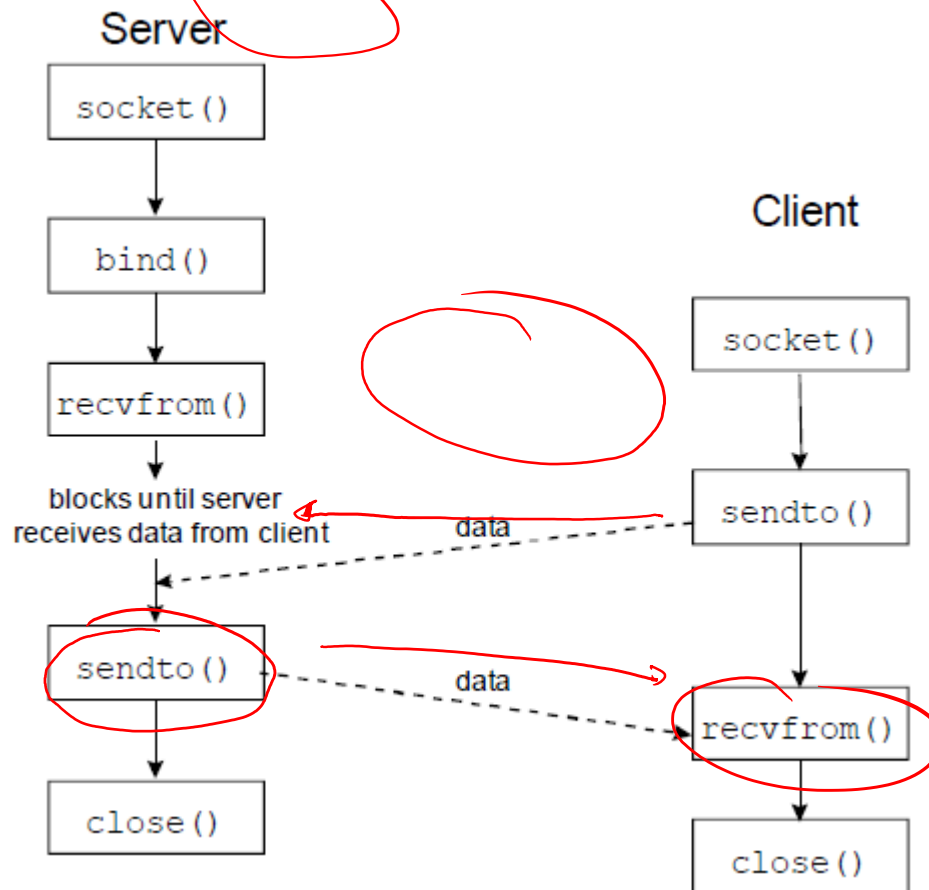 Server
socket()
bind()
recvfrom()
blocks until server
receives data from client
sendto()
close()
Client
socket()
sendto()
data
data
recvfrom()
close()